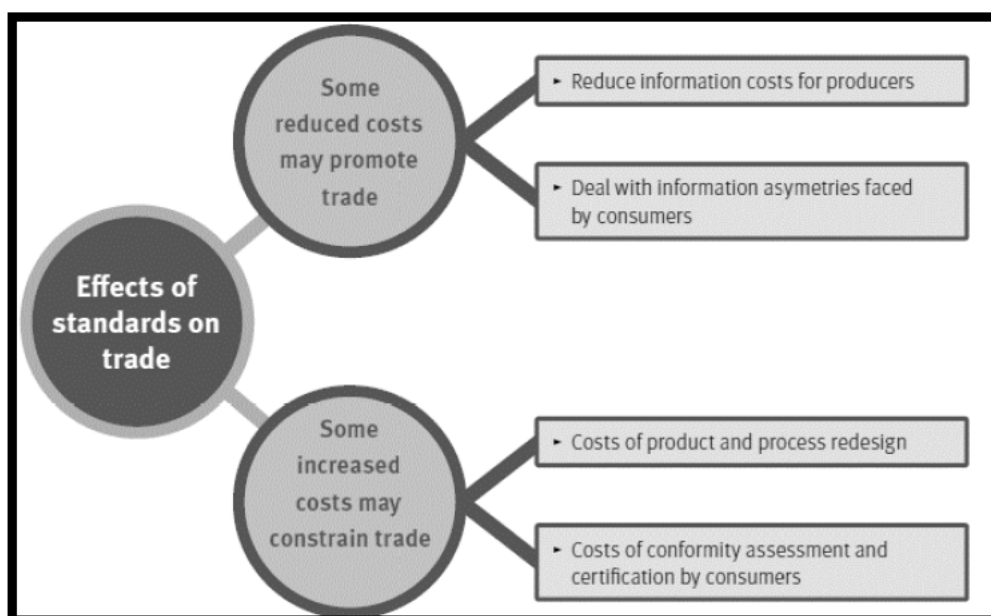 Effects of
standards on
trade
Some
reduced costs
may promote
trade
► Reduce information costs for producers
► Deal with information asymetries faced
by consumers
Some
increased
costs may
constrain trade
► Costs of product and process redesign
► Costs of conformity assessment and
certification by consumers